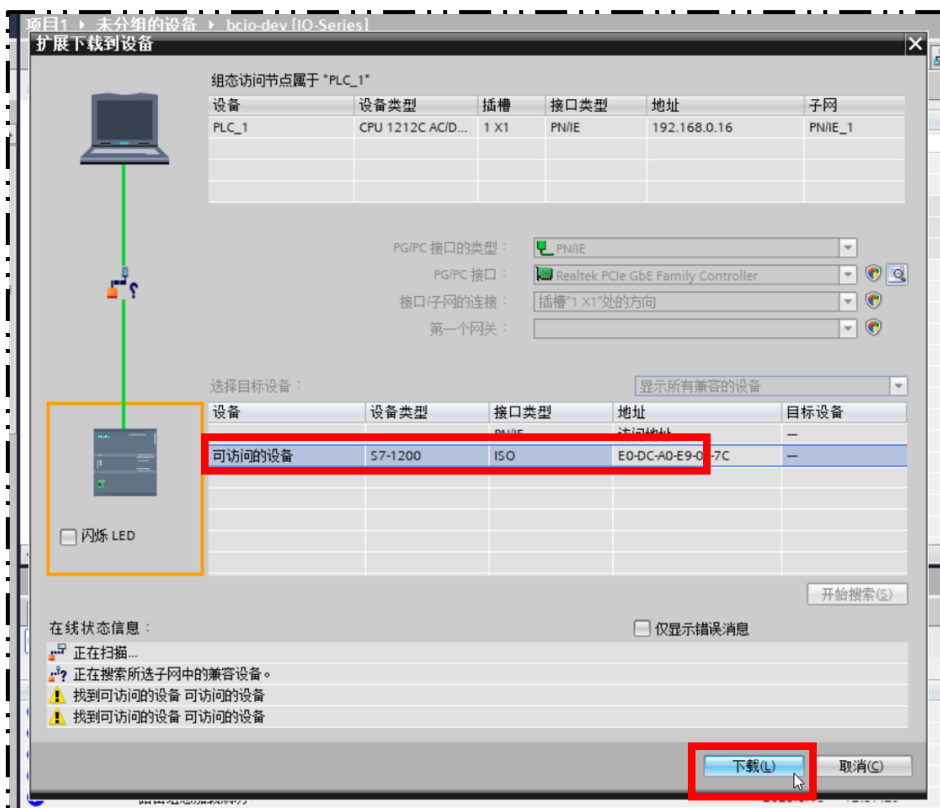 项目1 ▸ 未分组的设备 ▸ bcio-dev [IO-Series]
扩展下载到设备
组态访问节点属于 "PLC_1"
设备 设备类型 插槽 接口类型 地址 子网
PLC_1 CPU 1212C AC/D... 1 X1 PN/IE 192.168.0.16 PN/IE_1
PG/PC 接口的类型： PN/IE
PG/PC 接口： Realtek PCIe GbE Family Controller
接口/子网的连接： 插槽"1 X1"处的方向
第一个网关：
选择目标设备： 显示所有兼容的设备
设备 设备类型 接口类型 地址 目标设备
PN/IE 访问地址 —
可访问的设备 S7-1200 ISO E0-DC-A0-E9-0 -7C —
闪烁 LED
开始搜索(S)
在线状态信息： 仅显示错误消息
正在扫描...
正在搜索所选子网中的兼容设备。
找到可访问的设备 可访问的设备
找到可访问的设备 可访问的设备
下载(L) 取消(C)